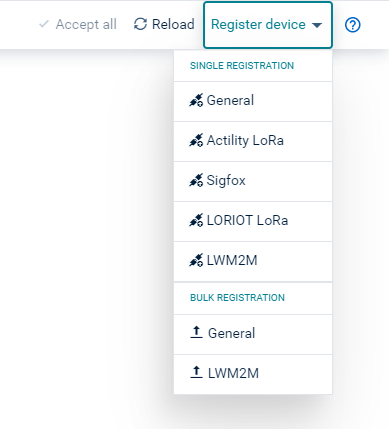 Accept all Reload Register device ?
SINGLE REGISTRATION
General
Actility LoRa
Sigfox
LORIOT LoRa
LWM2M
BULK REGISTRATION
General
LWM2M